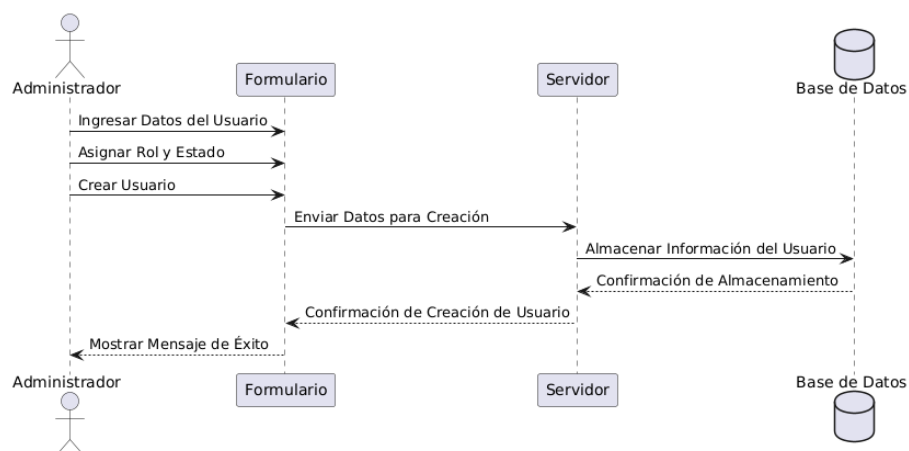 Administrador
Formulario
Servidor
Base de Datos
Ingresar Datos del Usuario
Asignar Rol y Estado
Crear Usuario
Enviar Datos para Creación
Almacenar Información del Usuario
Confirmación de Almacenamiento
Confirmación de Creación de Usuario
Mostrar Mensaje de Éxito
Administrador
Formulario
Servidor
Base de Datos